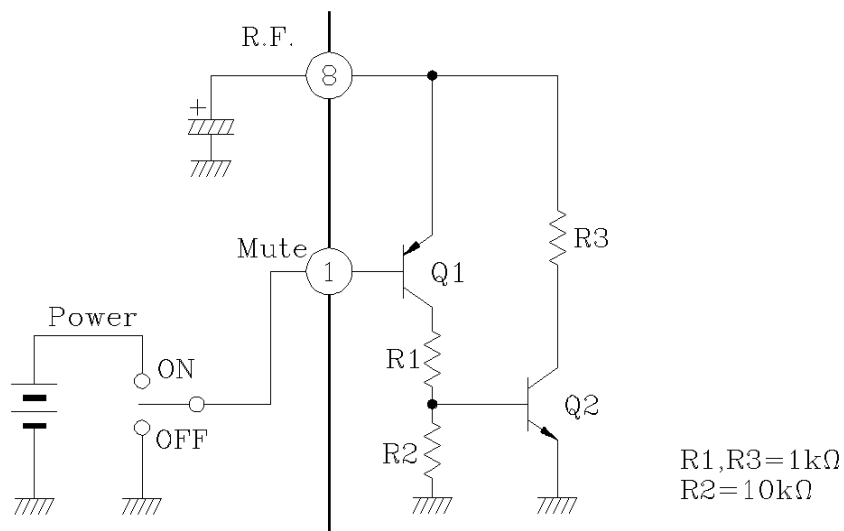 R.F.
8
+
Mute
1
Q1
R3
Power
ON
R1
OFF
Q2
R2
R1,R3=1kΩ
R2=10kΩ